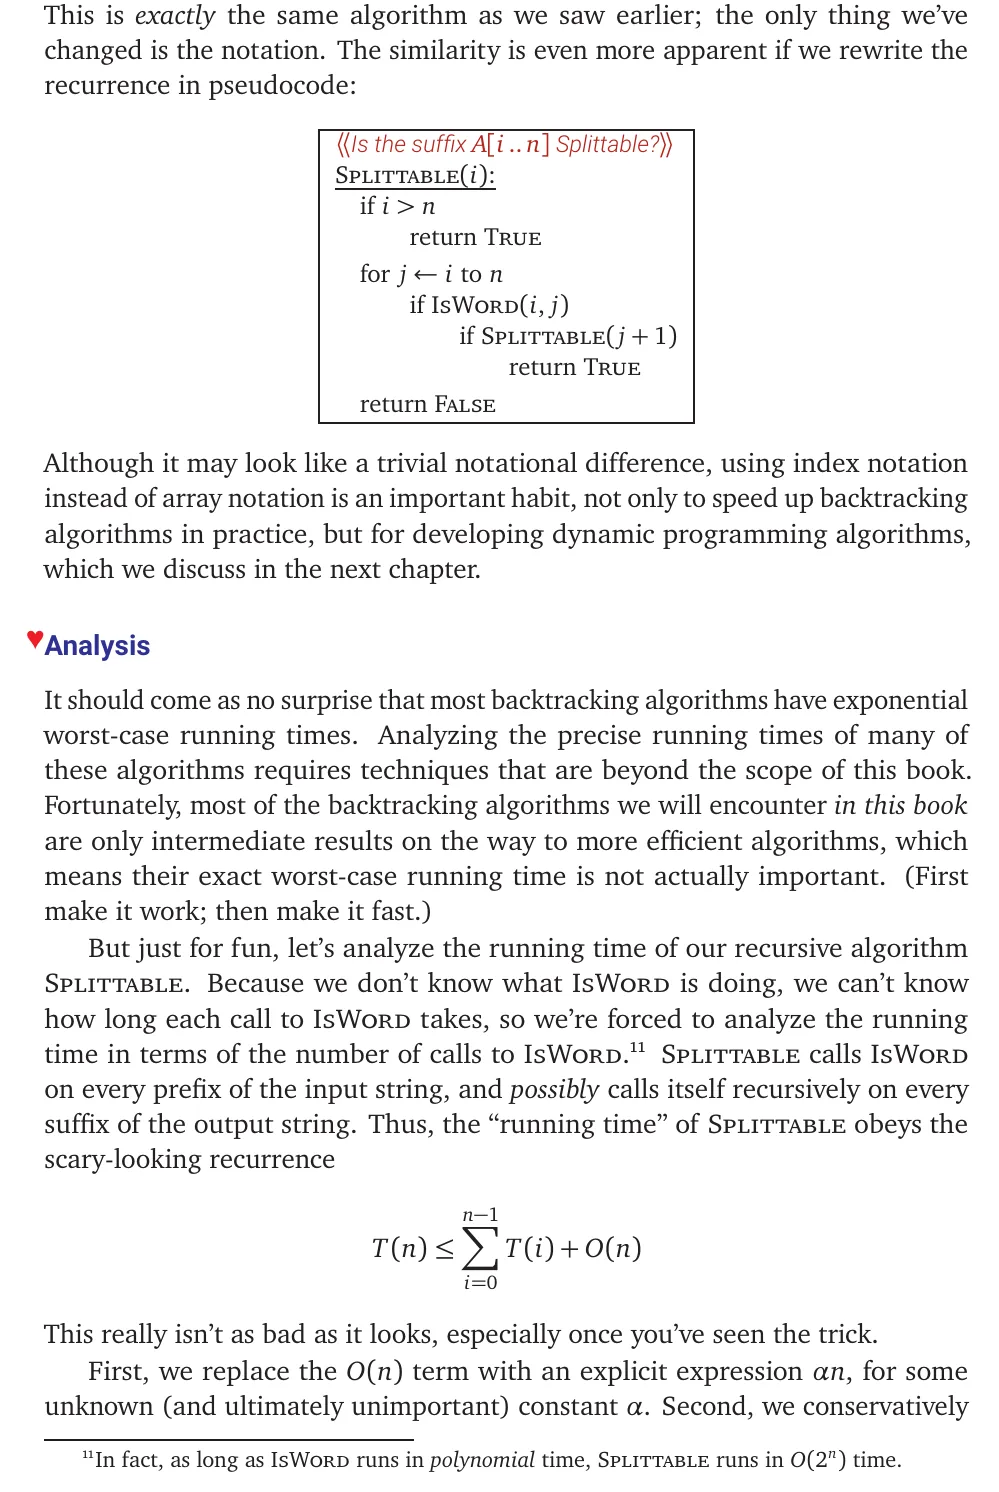 This is exactly the same algorithm as we saw earlier; the only thing we’ve
changed is the notation. The similarity is even more apparent if we rewrite the
recurrence in pseudocode:
⟪Is the suffix A[i .. n] Splittable?⟫
Splittable(i):
if i > n
return True
for j ← i to n
if IsWord(i, j)
if Splittable(j + 1)
return True
return False
Although it may look like a trivial notational difference, using index notation
instead of array notation is an important habit, not only to speed up backtracking
algorithms in practice, but for developing dynamic programming algorithms,
which we discuss in the next chapter.
♥Analysis
It should come as no surprise that most backtracking algorithms have exponential
worst-case running times. Analyzing the precise running times of many of
these algorithms requires techniques that are beyond the scope of this book.
Fortunately, most of the backtracking algorithms we will encounter in this book
are only intermediate results on the way to more efficient algorithms, which
means their exact worst-case running time is not actually important. (First
make it work; then make it fast.)
But just for fun, let’s analyze the running time of our recursive algorithm
Splittable. Because we don’t know what IsWord is doing, we can’t know
how long each call to IsWord takes, so we’re forced to analyze the running
time in terms of the number of calls to IsWord.¹¹ Splittable calls IsWord
on every prefix of the input string, and possibly calls itself recursively on every
suffix of the output string. Thus, the “running time” of Splittable obeys the
scary-looking recurrence
T(n) ≤ ∑_{i=0}^{n−1} T(i) + O(n)
This really isn’t as bad as it looks, especially once you’ve seen the trick.
First, we replace the O(n) term with an explicit expression αn, for some
unknown (and ultimately unimportant) constant α. Second, we conservatively
¹¹In fact, as long as IsWord runs in polynomial time, Splittable runs in O(2ⁿ) time.